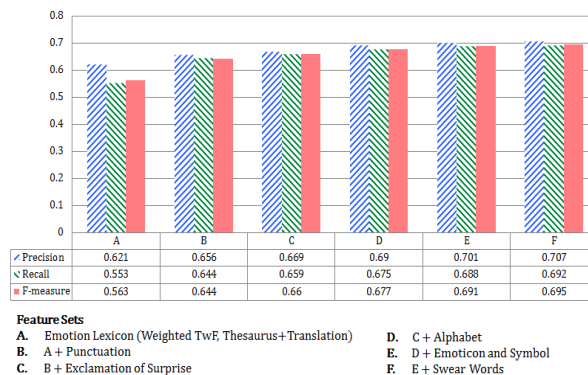 0.8
0.7
0.6
0.5
0.4
0.3
0.2
0.1
0
A B C D E F
Precision 0.621 0.656 0.669 0.69 0.701 0.707
Recall 0.553 0.644 0.659 0.675 0.688 0.692
F-measure 0.563 0.644 0.66 0.677 0.691 0.695
Feature Sets
A. Emotion Lexicon (Weighted TwF, Thesaurus+Translation)
B. A + Punctuation
C. B + Exclamation of Surprise
D. C + Alphabet
E. D + Emoticon and Symbol
F. E + Swear Words